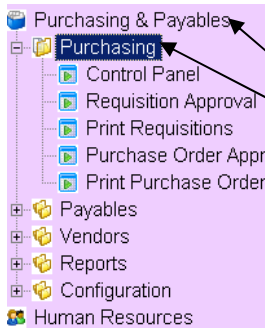 Purchasing & Payables
Purchasing
Control Panel
Requisition Approval
Print Requisitions
Purchase Order Appr
Print Purchase Order
Payables
Vendors
Reports
Configuration
Human Resources